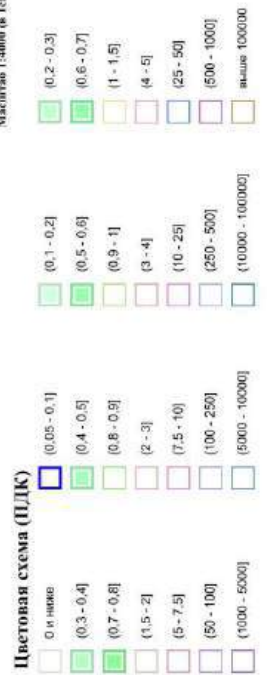 Масштаб 1:4000 (в 1с
Цветовая схема (ПДК)
0 и ниже (0,05 - 0,1] (0,1 - 0,2] (0,2 - 0,3]
(0,3 - 0,4] (0,4 - 0,5] (0,5 - 0,6] (0,6 - 0,7]
(0,7 - 0,8] (0,8 - 0,9] (0,9 - 1] (1 - 1,5]
(1,5 - 2] (2 - 3] (3 - 4] (4 - 5]
(5 - 7,5] (7,5 - 10] (10 - 25] (25 - 50]
(50 - 100] (100 - 250] (250 - 500] (500 - 1000]
(1000 - 5000] (5000 - 10000] (10000 - 100000] выше 100000